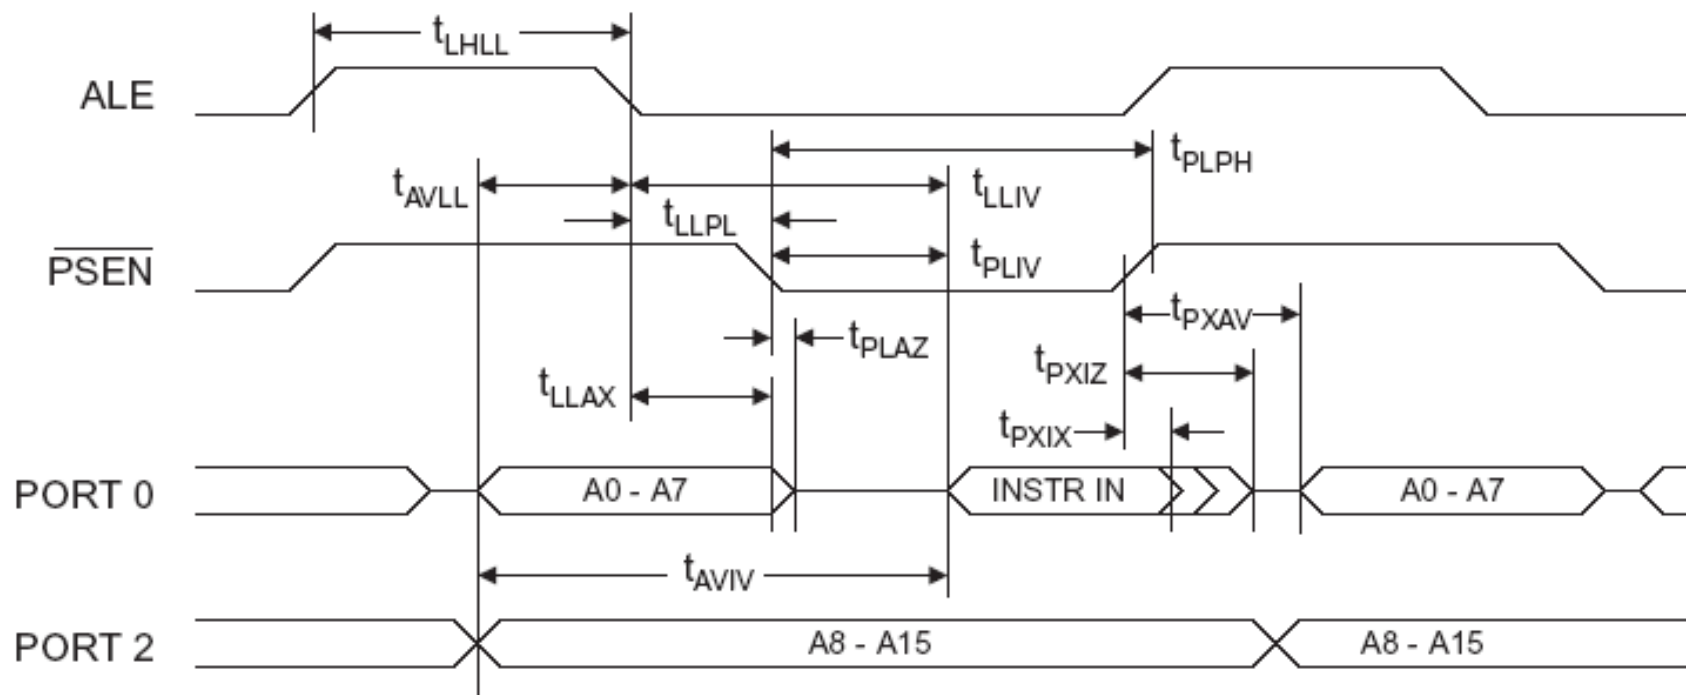 tLHLL
ALE
tPLPH
tAVLL
tLLIV
tLLPL
PSEN
tPLIV
tPXAV
tPLAZ
tPXIZ
tLLAX
tPXIX
PORT 0
A0 - A7
INSTR IN
A0 - A7
tAVIV
PORT 2
A8 - A15
A8 - A15